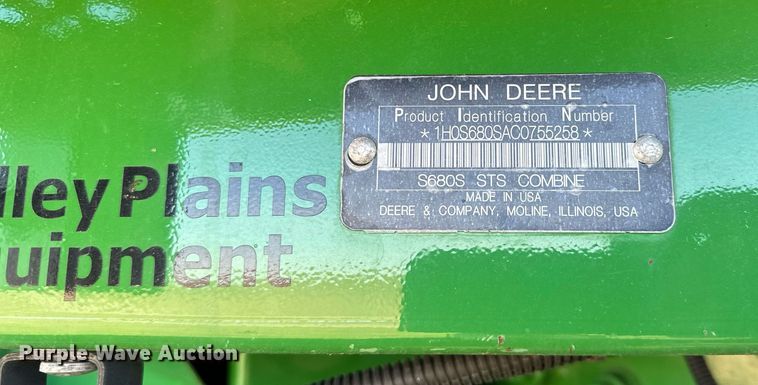 JOHN DEERE
Product Identification Number
*1H0S680SAC0755258*
S680S STS COMBINE
MADE IN USA
DEERE & COMPANY, MOLINE, ILLINOIS, USA
lley Plains
uipment
Purple Wave Auction